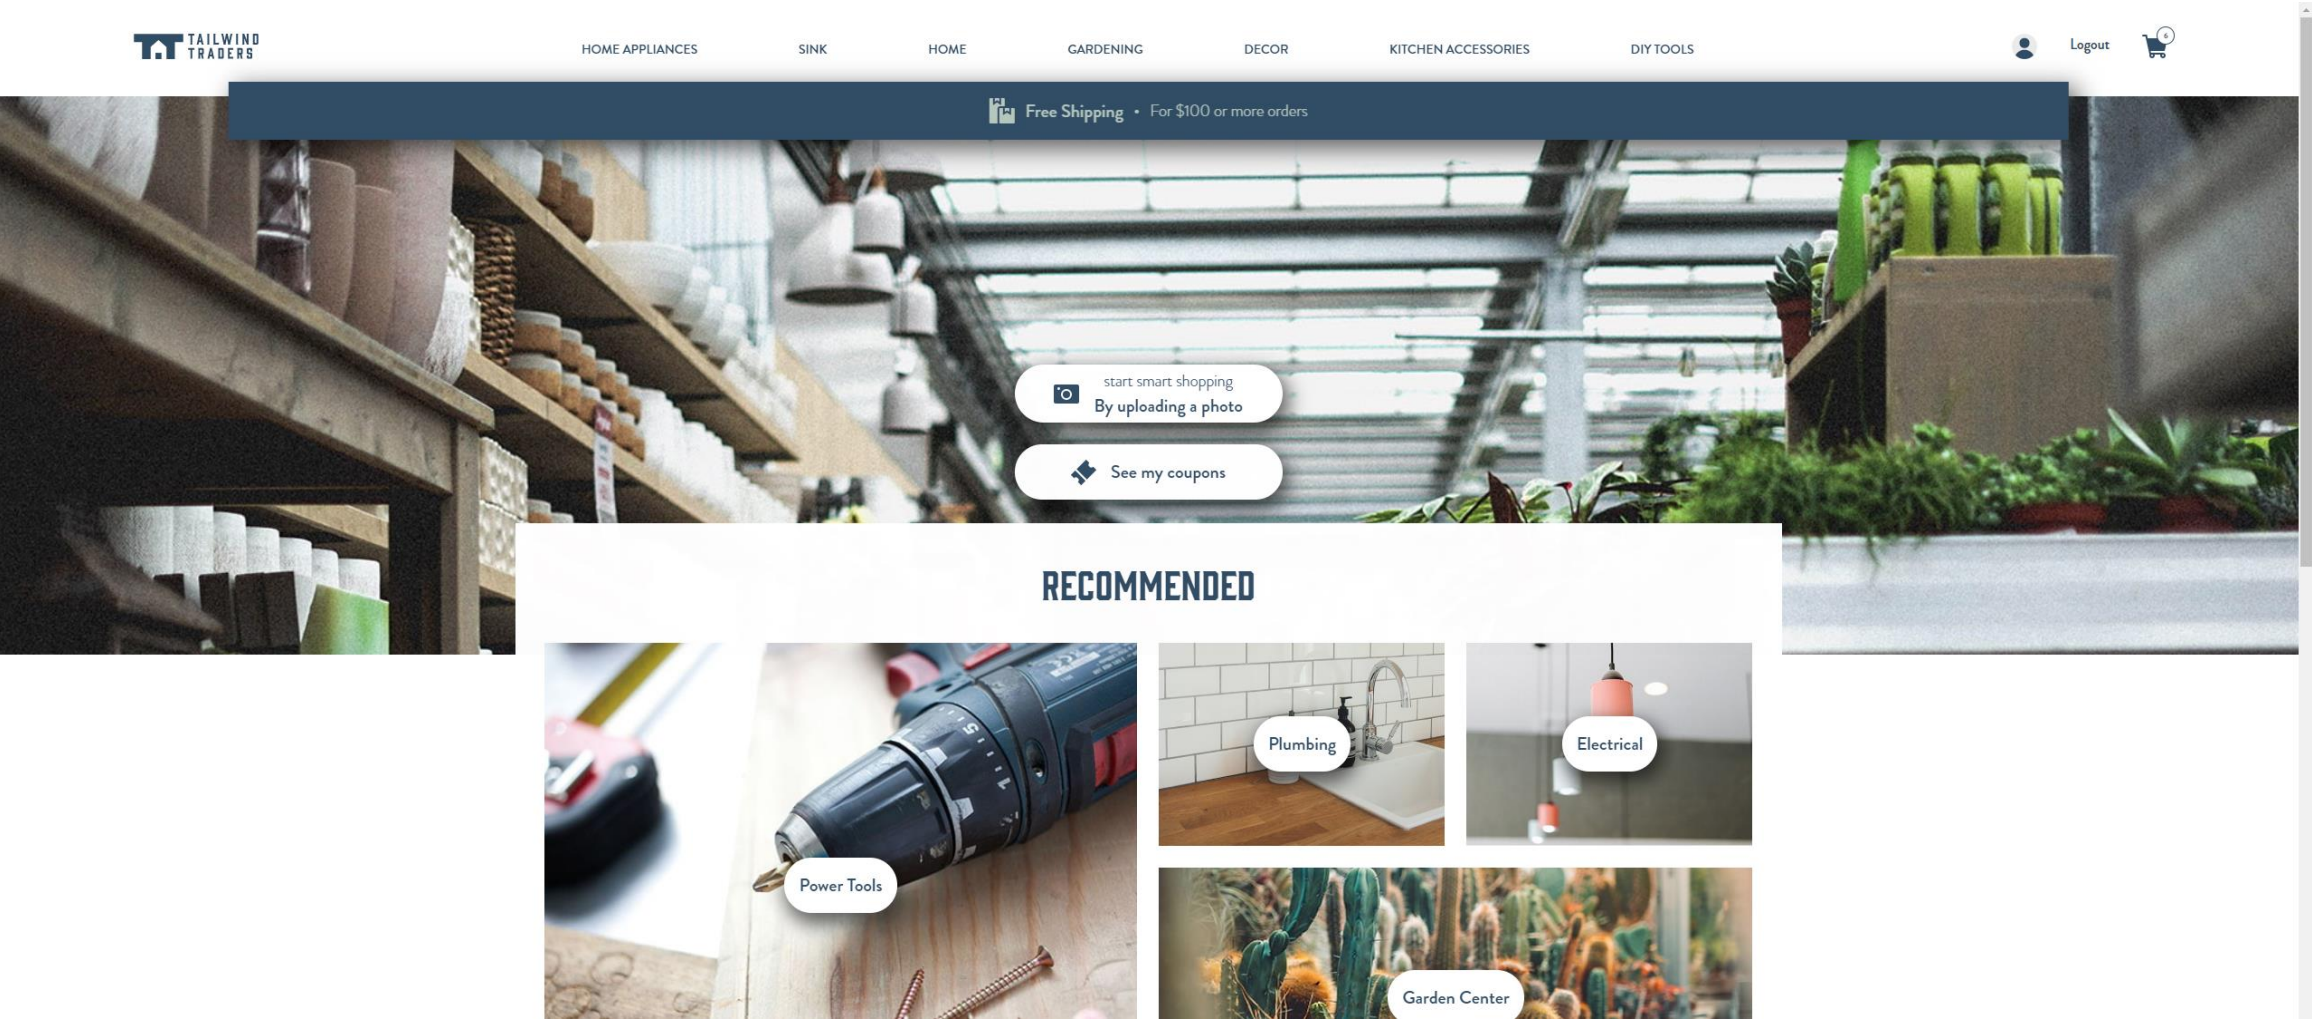 TAILWIND
TRADERS
HOME APPLIANCES
SINK
HOME
GARDENING
DECOR
KITCHEN ACCESSORIES
DIY TOOLS
Logout
6
Free Shipping • For $100 or more orders
start smart shopping
By uploading a photo
See my coupons
RECOMMENDED
Plumbing
Electrical
Power Tools
Garden Center